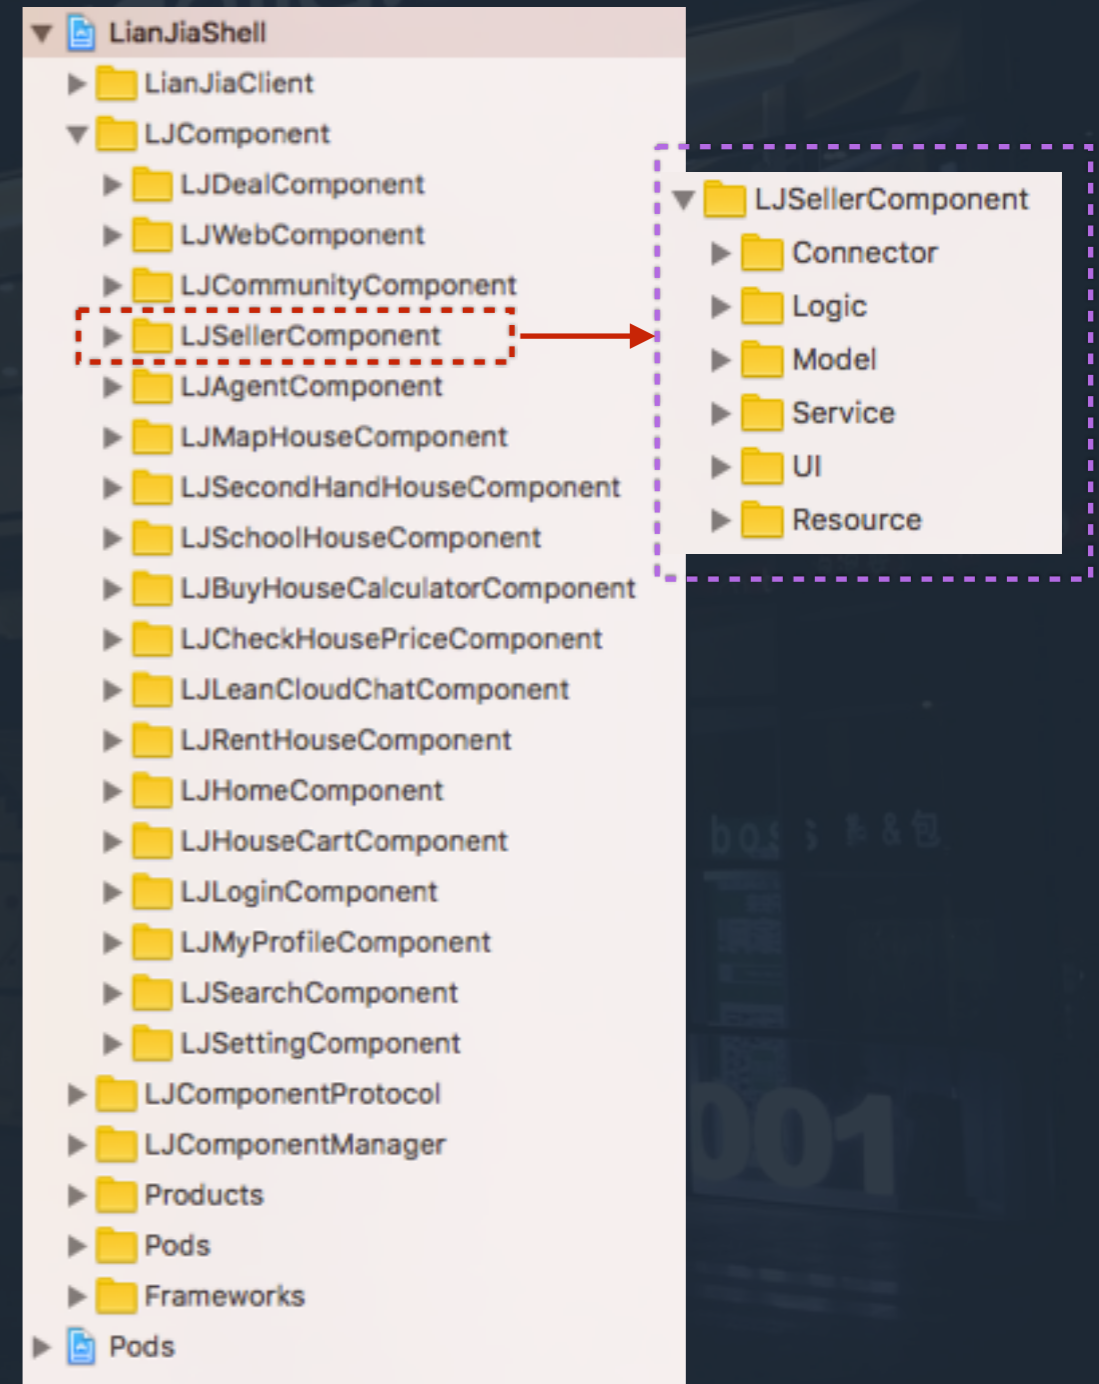 LianJiaShell
LianJiaClient
LJComponent
LJDealComponent
LJWebComponent
LJCommunityComponent
LJSellerComponent
LJAgentComponent
LJMapHouseComponent
LJSecondHandHouseComponent
LJSchoolHouseComponent
LJBuyHouseCalculatorComponent
LJCheckHousePriceComponent
LJLeanCloudChatComponent
LJRentHouseComponent
LJHomeComponent
LJHouseCartComponent
LJLoginComponent
LJMyProfileComponent
LJSearchComponent
LJSettingComponent
LJComponentProtocol
LJComponentManager
Products
Pods
Frameworks
Pods
LJSellerComponent
Connector
Logic
Model
Service
UI
Resource
001